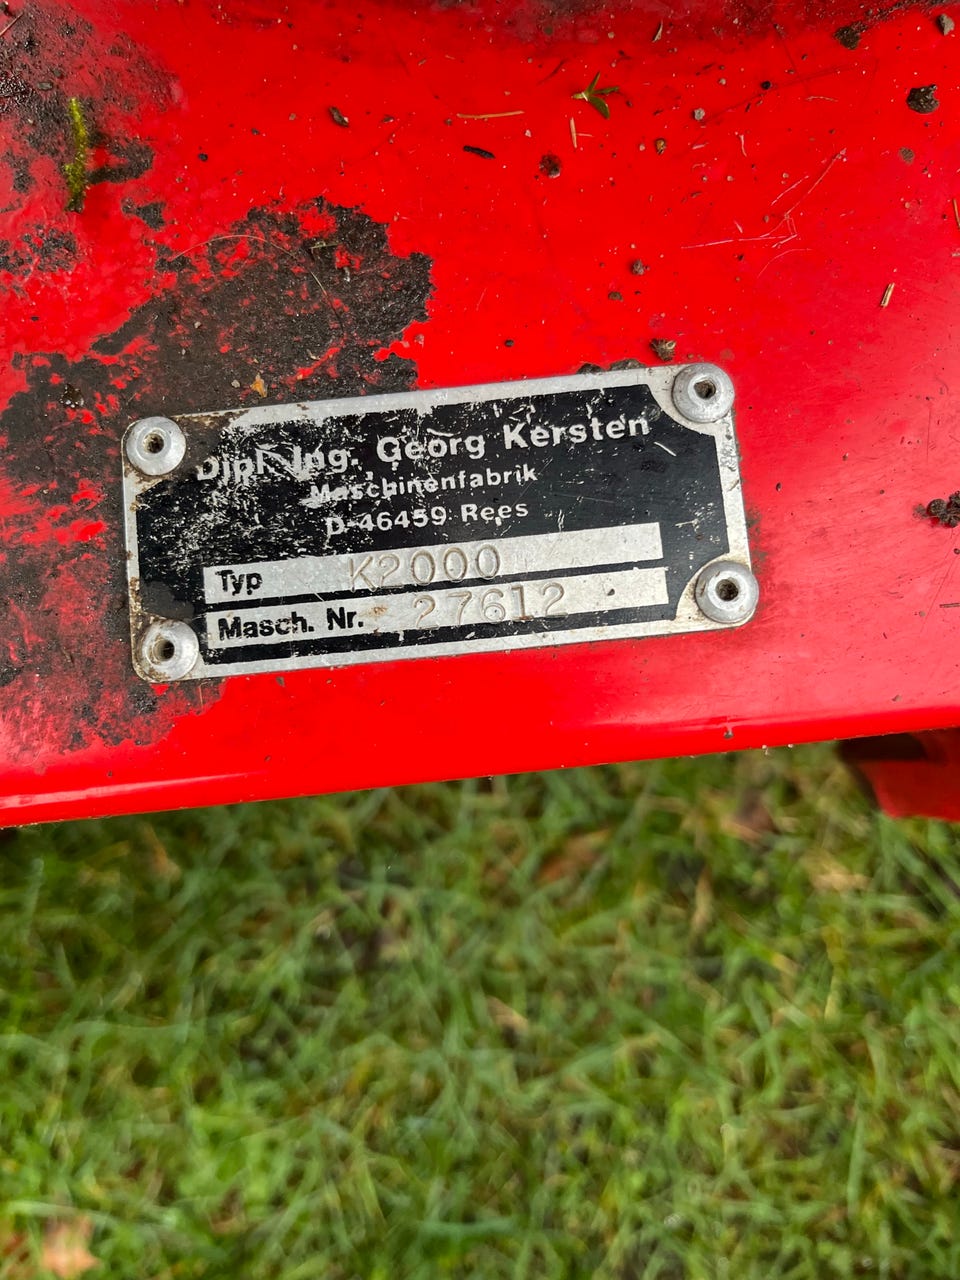 Dipl. Ing. Georg Kersten
Maschinenfabrik
D-46459 Rees
Typ K2000
Masch. Nr. 27612